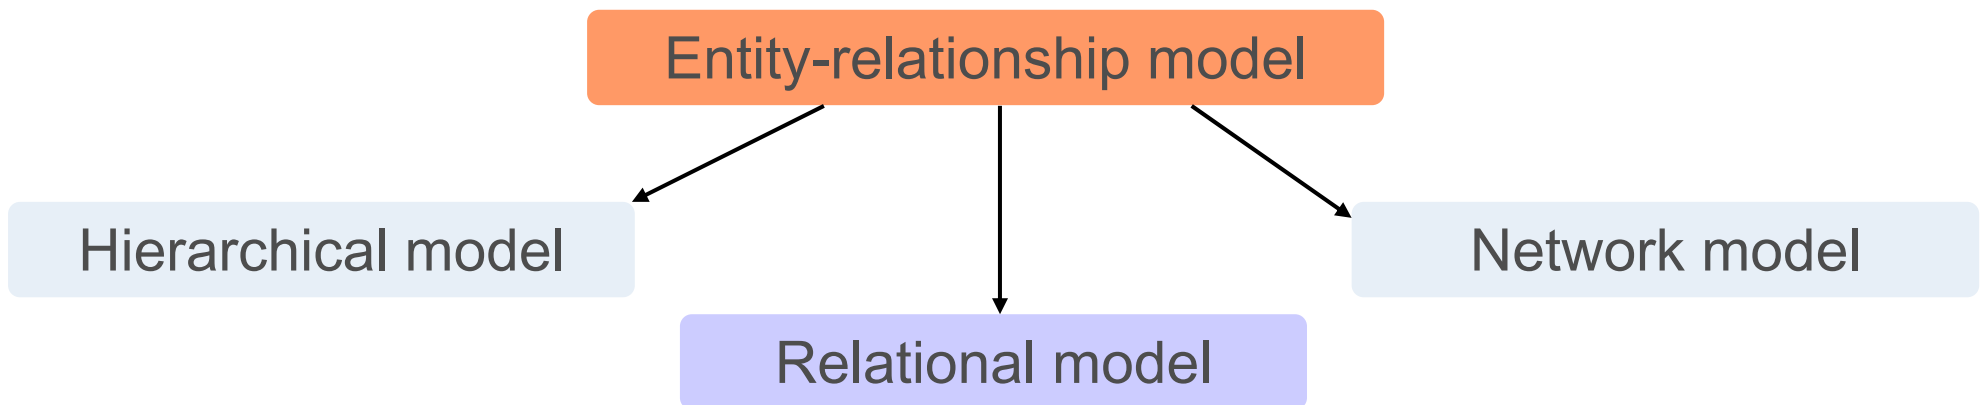 Entity-relationship model
Hierarchical model
Network model
Relational model